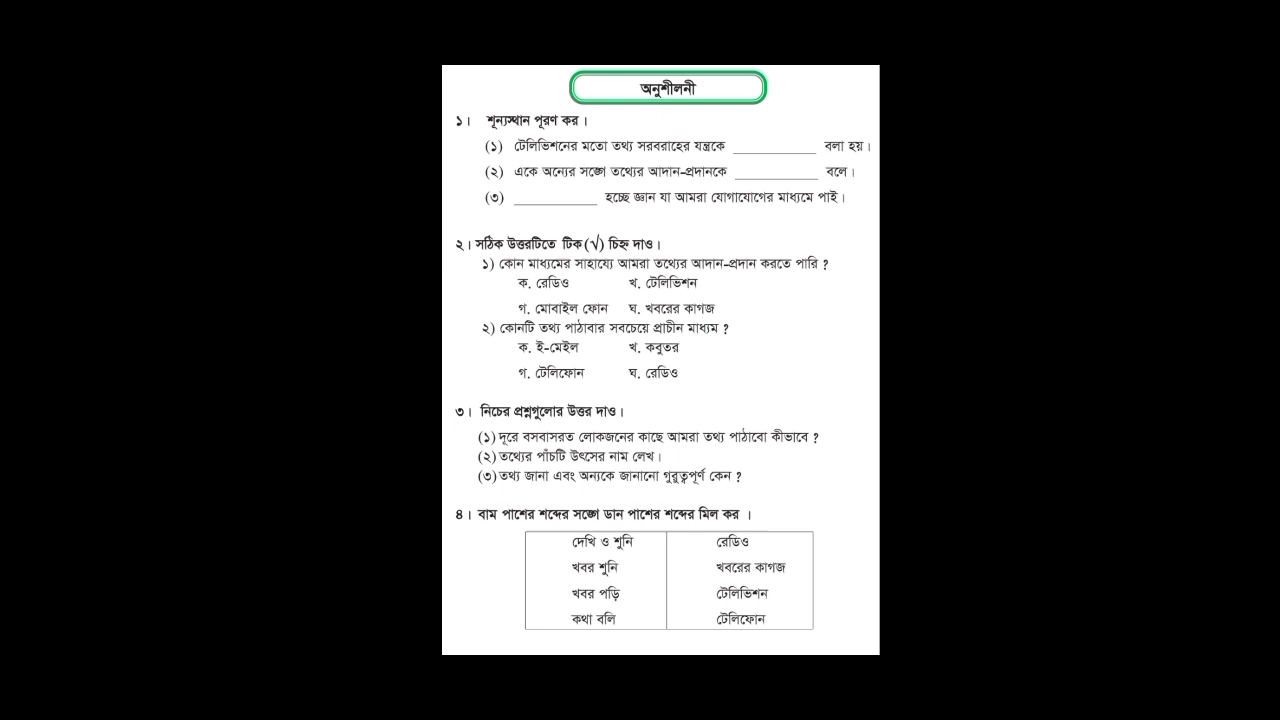 অনুশীলনী
১। শূন্যস্থান পূরণ কর।
(১) টেলিভিশনের মতো তথ্য সরবরাহের যন্ত্রকে ____________ বলা হয়।
(২) একে অন্যের সঙ্গে তথ্যের আদান-প্রদানকে ____________ বলে।
(৩) ____________ হচ্ছে জ্ঞান যা আমরা যোগাযোগের মাধ্যমে পাই।
২। সঠিক উত্তরটিতে টিক (√) চিহ্ন দাও।
১) কোন মাধ্যমের সাহায্যে আমরা তথ্যের আদান-প্রদান করতে পারি ?
ক. রেডিও খ. টেলিভিশন
গ. মোবাইল ফোন ঘ. খবরের কাগজ
২) কোনটি তথ্য পাঠাবার সবচেয়ে প্রাচীন মাধ্যম ?
ক. ই-মেইল খ. কবুতর
গ. টেলিফোন ঘ. রেডিও
৩। নিচের প্রশ্নগুলোর উত্তর দাও।
(১) দূরে বসবাসরত লোকজনের কাছে আমরা তথ্য পাঠাবো কীভাবে ?
(২) তথ্যের পাঁচটি উৎসের নাম লেখ।
(৩) তথ্য জানা এবং অন্যকে জানানো গুরুত্বপূর্ণ কেন ?
৪। বাম পাশের শব্দের সঙ্গে ডান পাশের শব্দের মিল কর ।
দেখি ও শুনি রেডিও
খবর শুনি খবরের কাগজ
খবর পড়ি টেলিভিশন
কথা বলি টেলিফোন